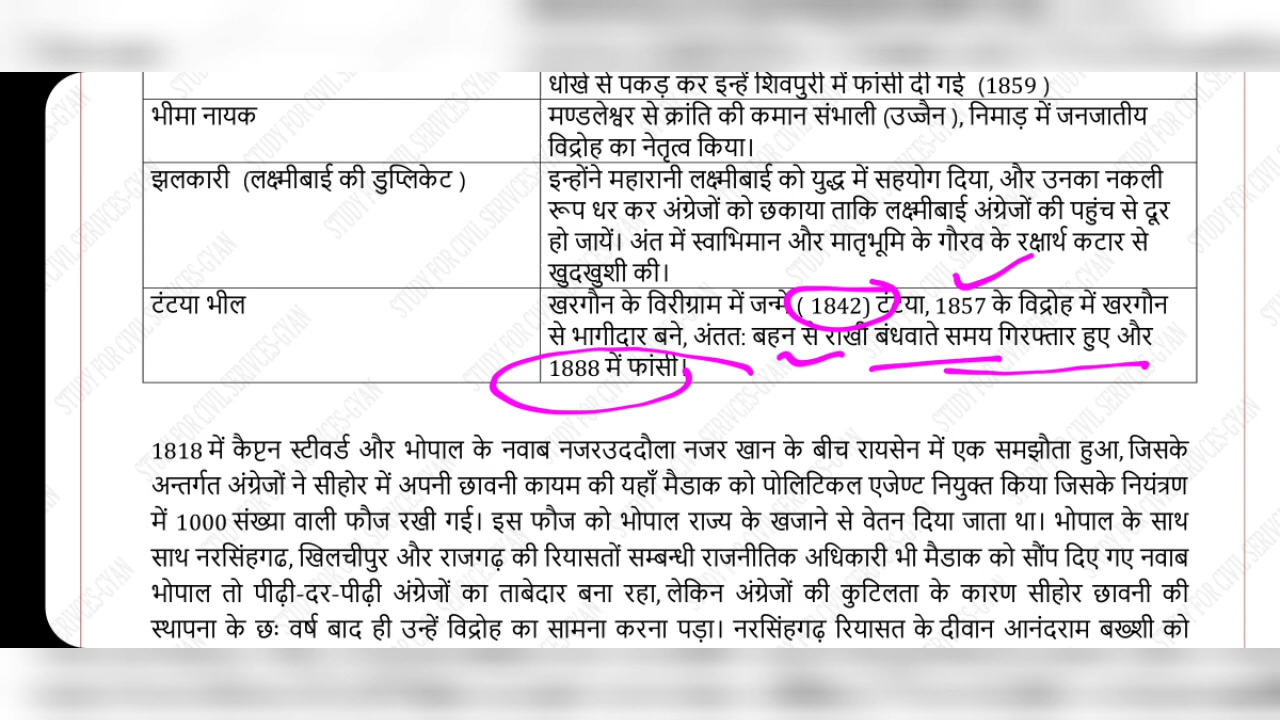 धोखे से पकड़ कर इन्हें शिवपुरी में फांसी दी गई (1859 )
भीमा नायक
मण्डलेश्वर से क्रांति की कमान संभाली (उज्जैन ), निमाड़ में जनजातीय
विद्रोह का नेतृत्व किया।
झलकारी (लक्ष्मीबाई की डुप्लिकेट )
इन्होंने महारानी लक्ष्मीबाई को युद्ध में सहयोग दिया, और उनका नकली
रूप धर कर अंग्रेजों को छकाया ताकि लक्ष्मीबाई अंग्रेजों की पहुंच से दूर
हो जायें। अंत में स्वाभिमान और मातृभूमि के गौरव के रक्षार्थ कटार से
खुदखुशी की।
टंटया भील
खरगौन के विरीग्राम में जन्मे ( 1842) टंटया, 1857 के विद्रोह में खरगौन
से भागीदार बने, अंतत: बहन से राखी बंधवाते समय गिरफ्तार हुए और
1888 में फांसी।
1818 में कैप्टन स्टीवर्ड और भोपाल के नवाब नजरउददौला नजर खान के बीच रायसेन में एक समझौता हुआ, जिसके
अन्तर्गत अंग्रेजों ने सीहोर में अपनी छावनी कायम की यहाँ मैडाक को पोलिटिकल एजेण्ट नियुक्त किया जिसके नियंत्रण
में 1000 संख्या वाली फौज रखी गई। इस फौज को भोपाल राज्य के खजाने से वेतन दिया जाता था। भोपाल के साथ
साथ नरसिंहगढ, खिलचीपुर और राजगढ़ की रियासतों सम्बन्धी राजनीतिक अधिकारी भी मैडाक को सौंप दिए गए नवाब
भोपाल तो पीढ़ी-दर-पीढ़ी अंग्रेजों का ताबेदार बना रहा, लेकिन अंग्रेजों की कुटिलता के कारण सीहोर छावनी की
स्थापना के छः वर्ष बाद ही उन्हें विद्रोह का सामना करना पड़ा। नरसिंहगढ़ रियासत के दीवान आनंदराम बख्शी को
STUDY FOR CIVIL SERIVCES-GYAN